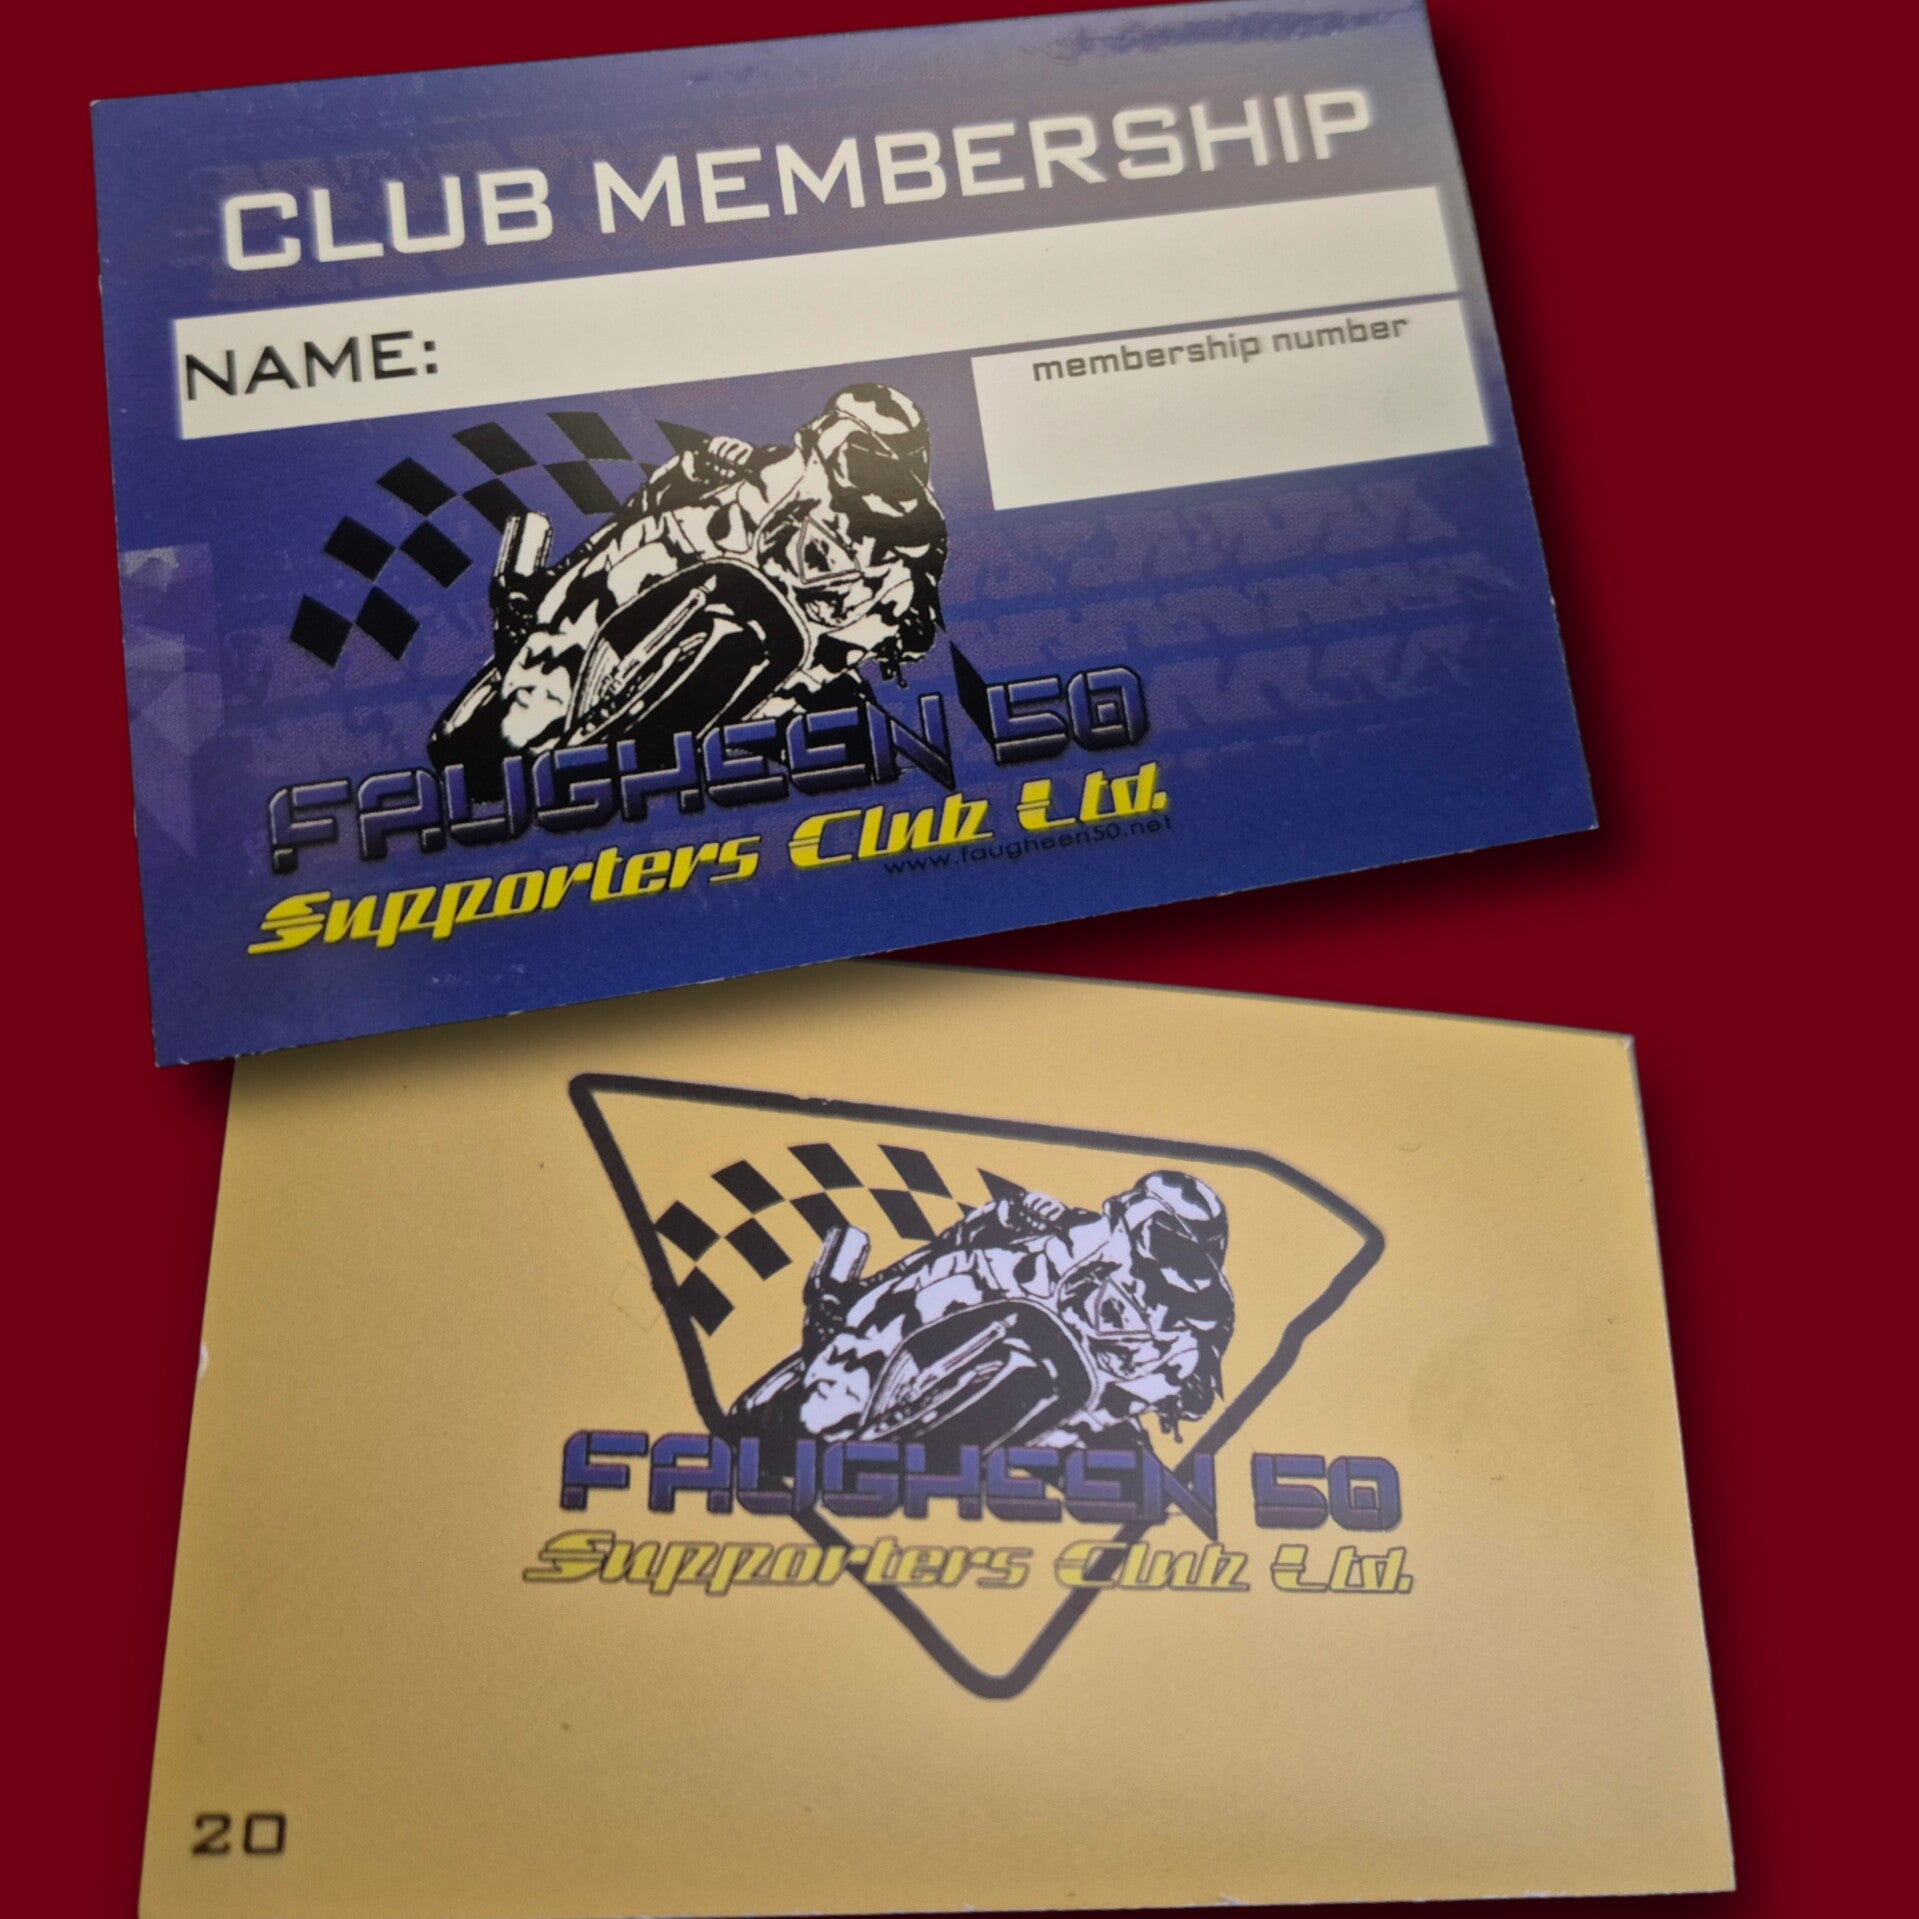 CLUB MEMBERSHIP
NAME:
membership number
FAUGHEEN 50
Supporters Club Ltd.
www.faugheen50.net
FAUGHEEN 50
Supporters Club Ltd.
20